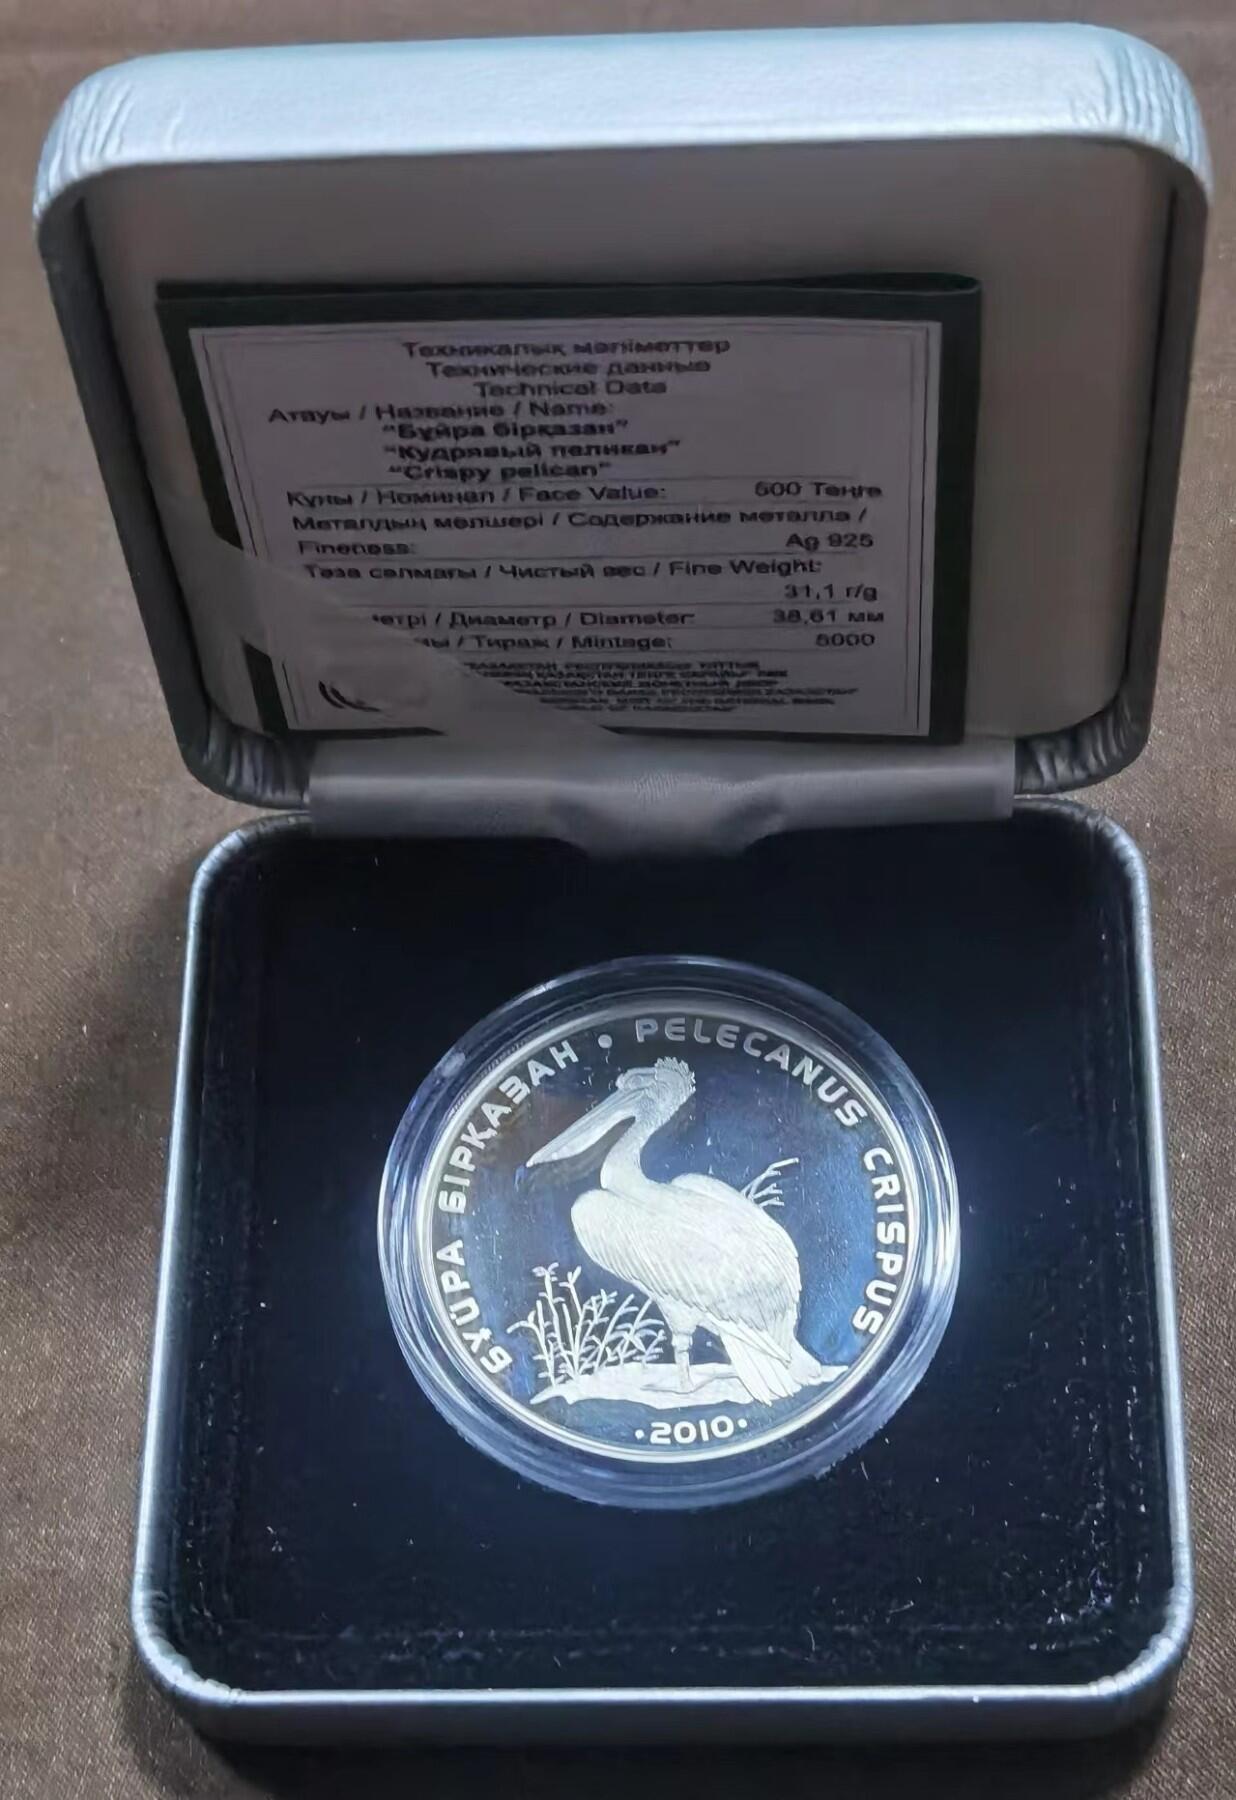 Техникалық мәліметтер
Технические данные
Technical Data
Атауы / Название / Name:
"Бұйра бірқазан"
"Кудрявый пеликан"
"Crispy pelican"
Құны / Номинал / Face Value: 500 Теңге
Металдың мөлшері / Содержание металла /
Fineness: Ag 925
Таза салмағы / Чистый вес / Fine Weight:
31,1 г/g
етрі / Диаметр / Diameter: 38,61 мм
ны / Тираж / Mintage: 5000
БҰЙРА БІРҚАЗАН • PELECANUS CRISPUS
•2010•